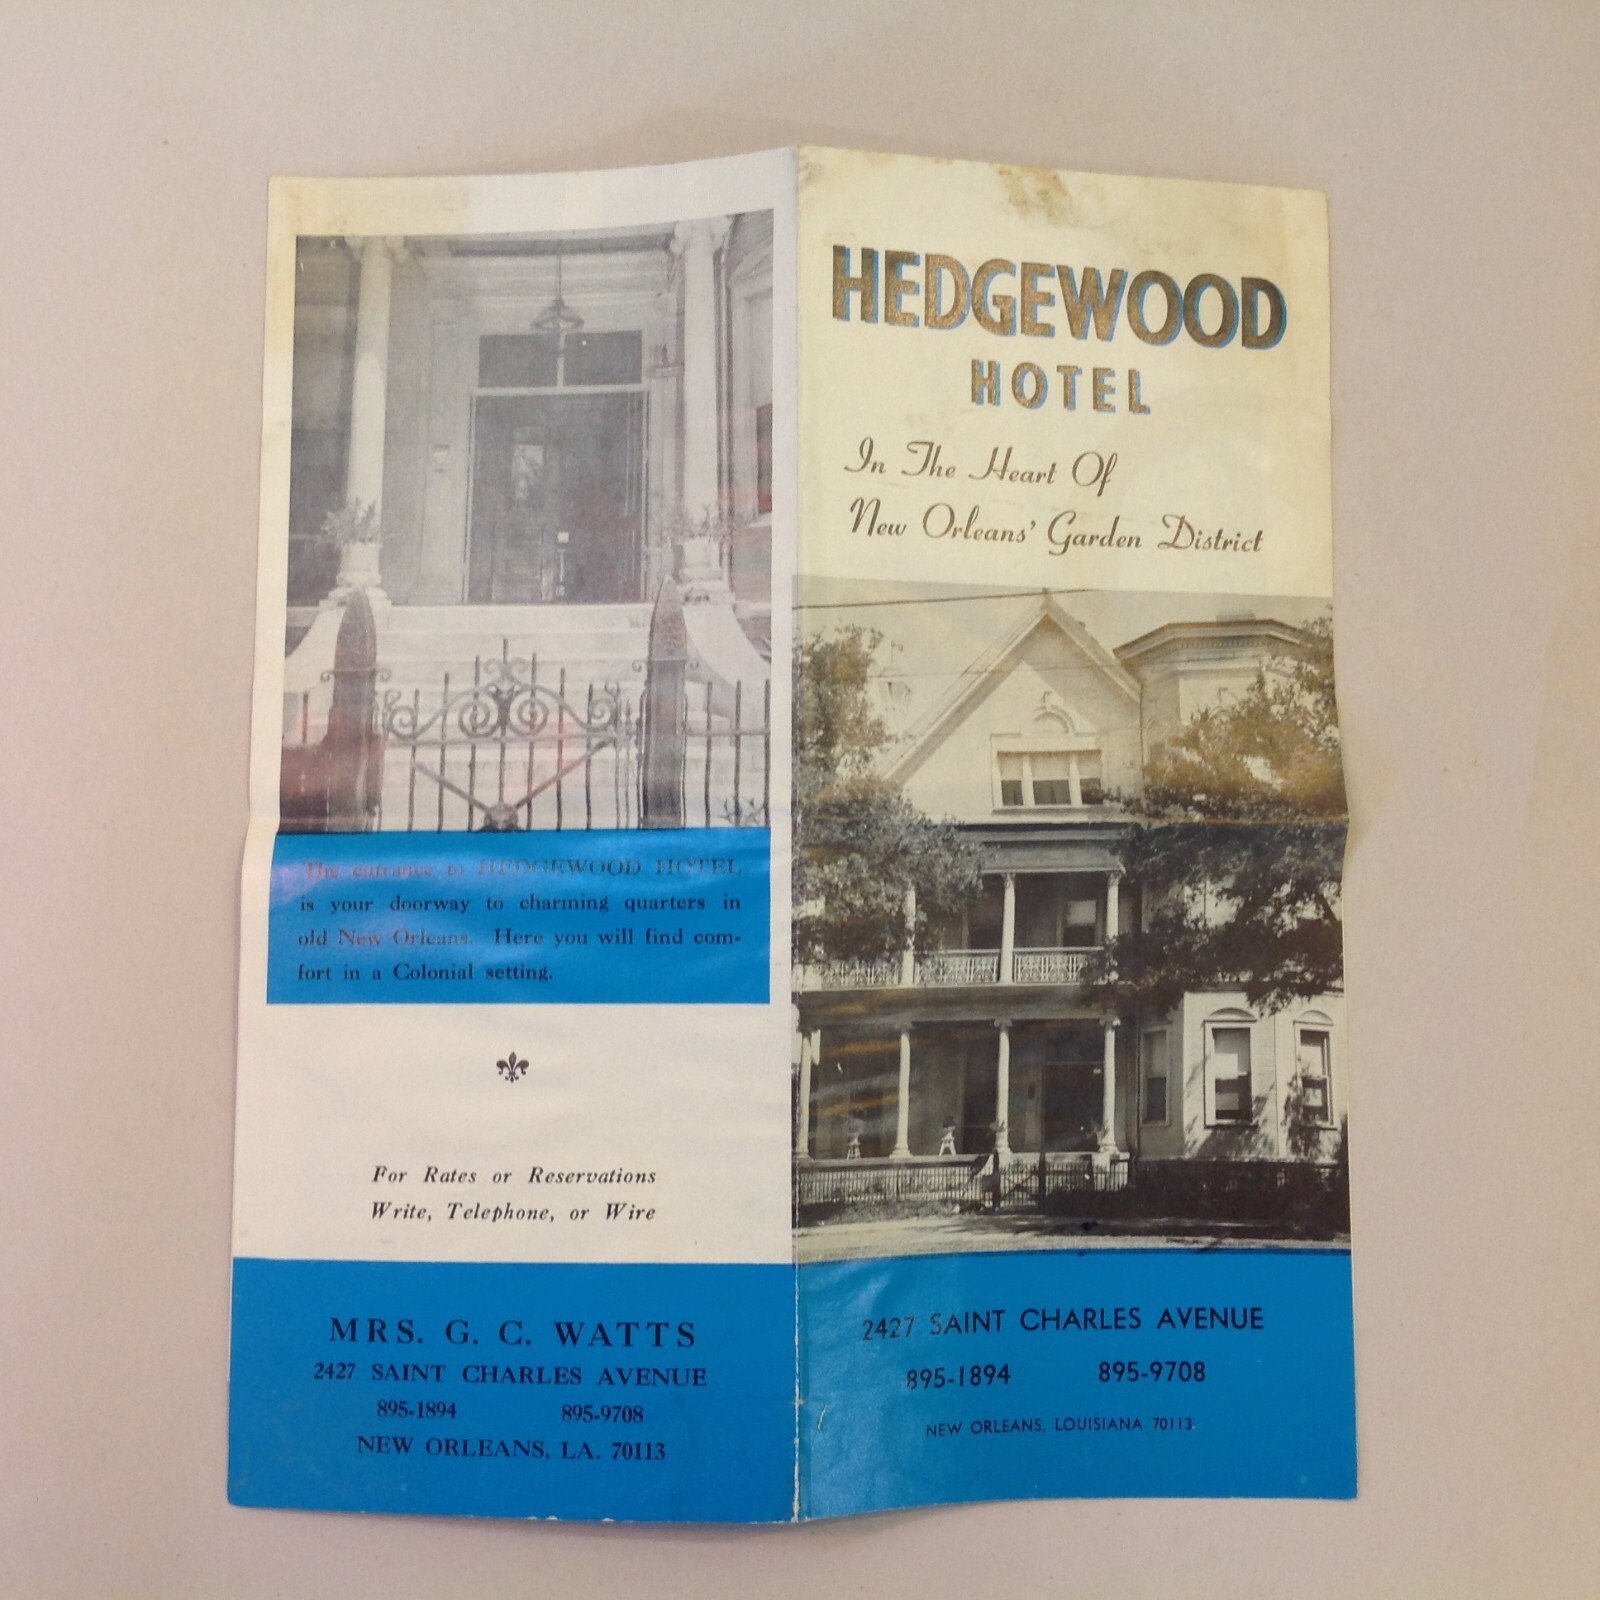 The entrance to HEDGEWOOD HOTEL
is your doorway to charming quarters in
old New Orleans. Here you will find com-
fort in a Colonial setting.
For Rates or Reservations
Write, Telephone, or Wire
MRS. G. C. WATTS
2427 SAINT CHARLES AVENUE
895-1894 895-9708
NEW ORLEANS, LA. 70113
HEDGEWOOD
HOTEL
In The Heart Of
New Orleans' Garden District
2427 SAINT CHARLES AVENUE
895-1894 895-9708
NEW ORLEANS, LOUISIANA 70113